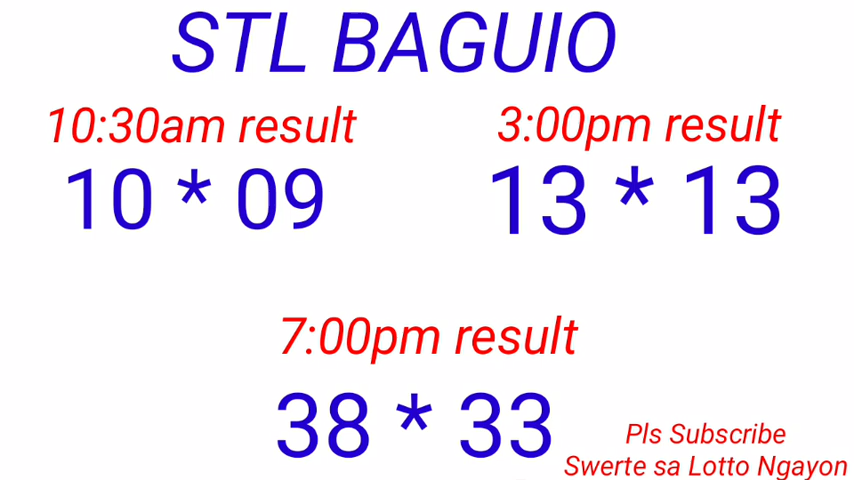 STL BAGUIO
10:30am result
10 * 09
3:00pm result
13 * 13
7:00pm result
38 * 33
Pls Subscribe
Swerte sa Lotto Ngayon